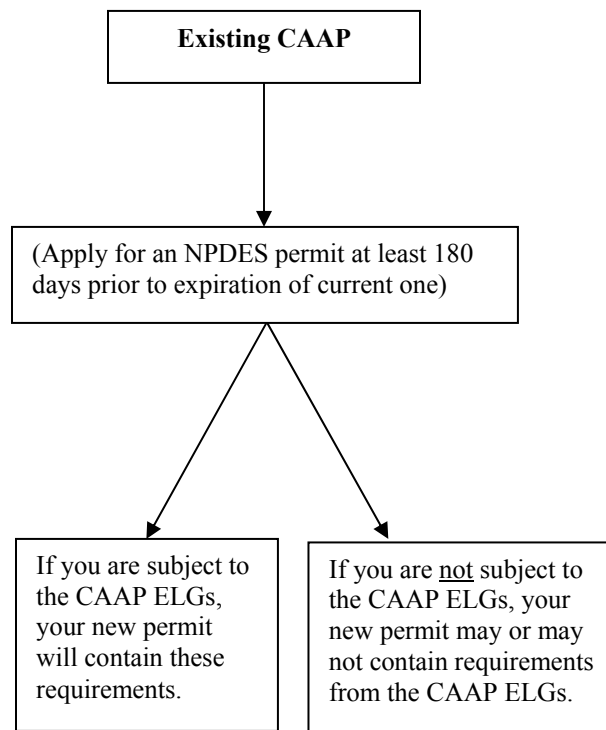 Existing CAAP
(Apply for an NPDES permit at least 180
days prior to expiration of current one)
If you are subject to
the CAAP ELGs,
your new permit
will contain these
requirements.
If you are not subject to
the CAAP ELGs, your
new permit may or may
not contain requirements
from the CAAP ELGs.